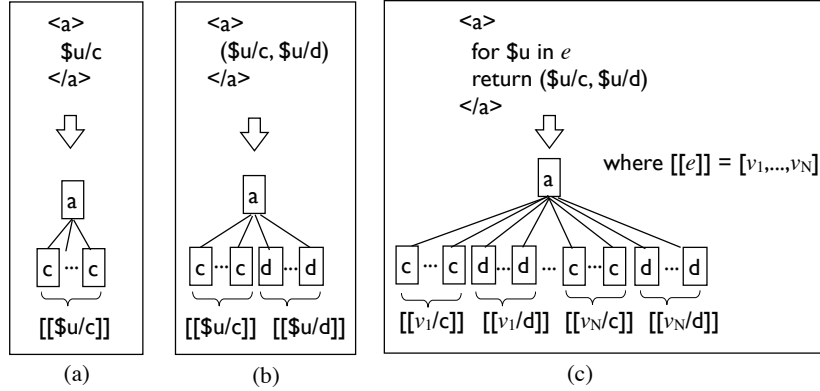 <a>
$u/c
</a>
a
c ... c
[[$u/c]]
(a)
<a>
($u/c, $u/d)
</a>
a
c ... c d ... d
[[$u/c]] [[$u/d]]
(b)
<a>
for $u in e
return ($u/c, $u/d)
</a>
where [[e]] = [v1,...,vN]
a
c ... c d ... d ... c ... c d ... d
[[v1/c]] [[v1/d]] [[vN/c]] [[vN/d]]
(c)